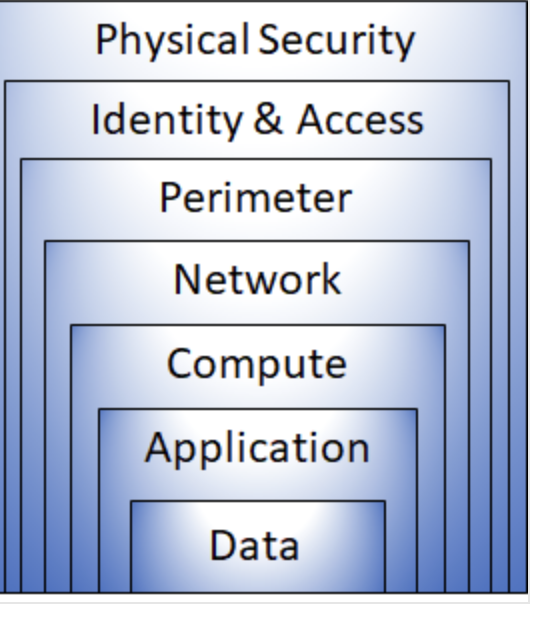 Physical Security
Identity & Access
Perimeter
Network
Compute
Application
Data